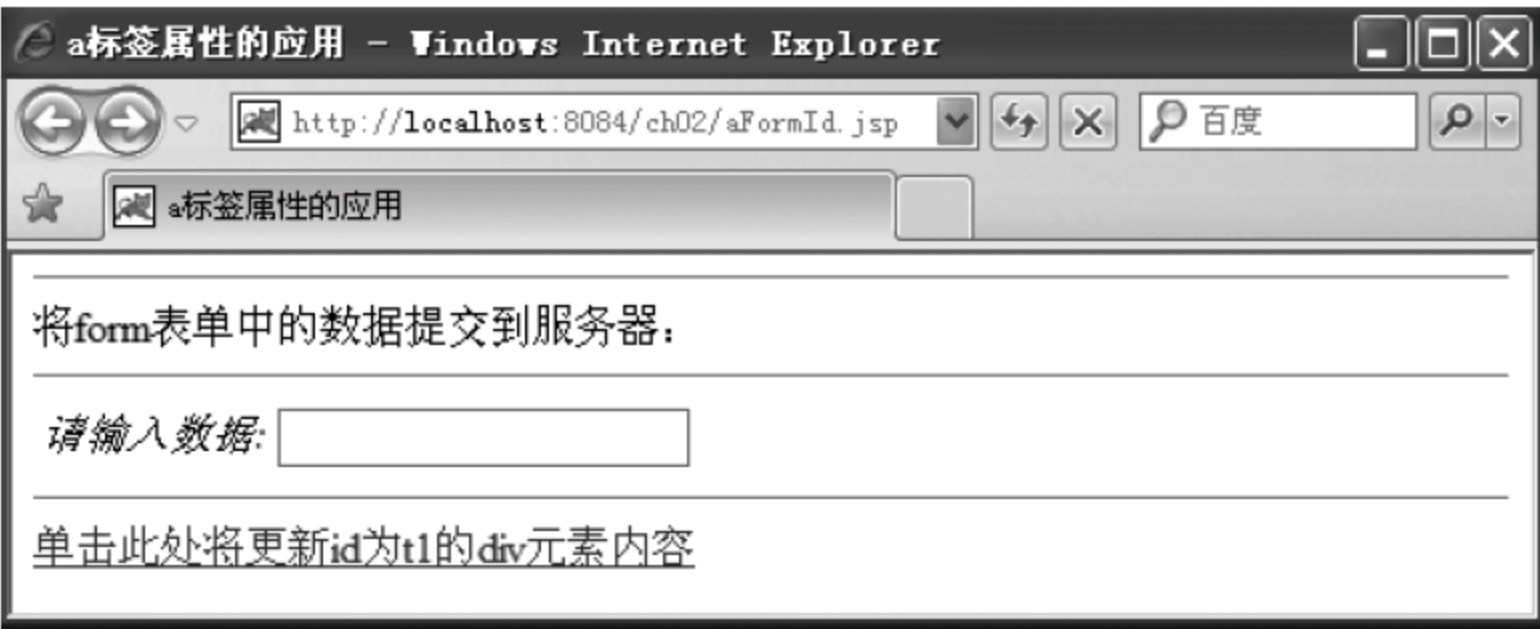 a标签属性的应用 - Windows Internet Explorer
http://localhost:8084/ch02/aFormId.jsp
百度
a标签属性的应用
将form表单中的数据提交到服务器：
请输入数据:
单击此处将更新id为t1的div元素内容